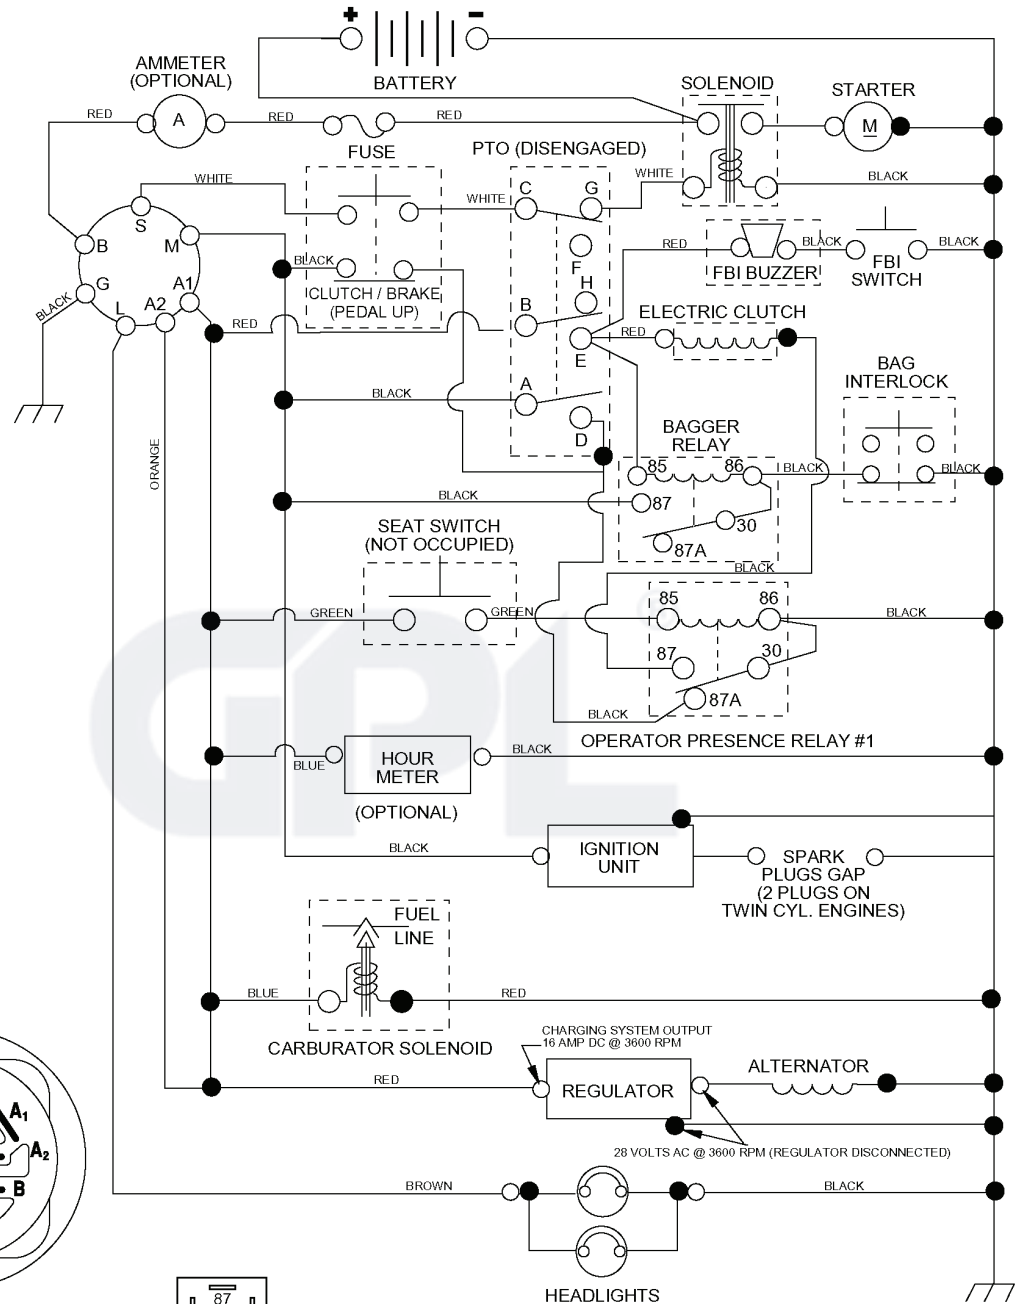 + -
BATTERY
AMMETER
(OPTIONAL)
SOLENOID
STARTER
RED
A
RED
RED
M
FUSE
PTO (DISENGAGED)
WHITE
WHITE
C
G
WHITE
BLACK
S
B
M
F
RED
BLACK
BLACK
BLACK
FBI BUZZER
FBI
SWITCH
G
A1
A2
L
BLACK
CLUTCH / BRAKE
(PEDAL UP)
H
B
ELECTRIC CLUTCH
RED
RED
E
BAG
INTERLOCK
A
BLACK
D
BAGGER
RELAY
ORANGE
85
86
BLACK
BLACK
BLACK
87
30
87A
SEAT SWITCH
(NOT OCCUPIED)
BLACK
85
86
GREEN
GREEN
BLACK
87
30
87A
BLACK
OPERATOR PRESENCE RELAY #1
BLUE
HOUR
METER
BLACK
(OPTIONAL)
GPL
®
BLACK
IGNITION
UNIT
SPARK
PLUGS GAP
(2 PLUGS ON
TWIN CYL. ENGINES)
FUEL
LINE
BLUE
RED
CARBURATOR SOLENOID
CHARGING SYSTEM OUTPUT
16 AMP DC @ 3600 RPM
RED
REGULATOR
ALTERNATOR
28 VOLTS AC @ 3600 RPM (REGULATOR DISCONNECTED)
A1
A2
B
BROWN
BLACK
HEADLIGHTS
87